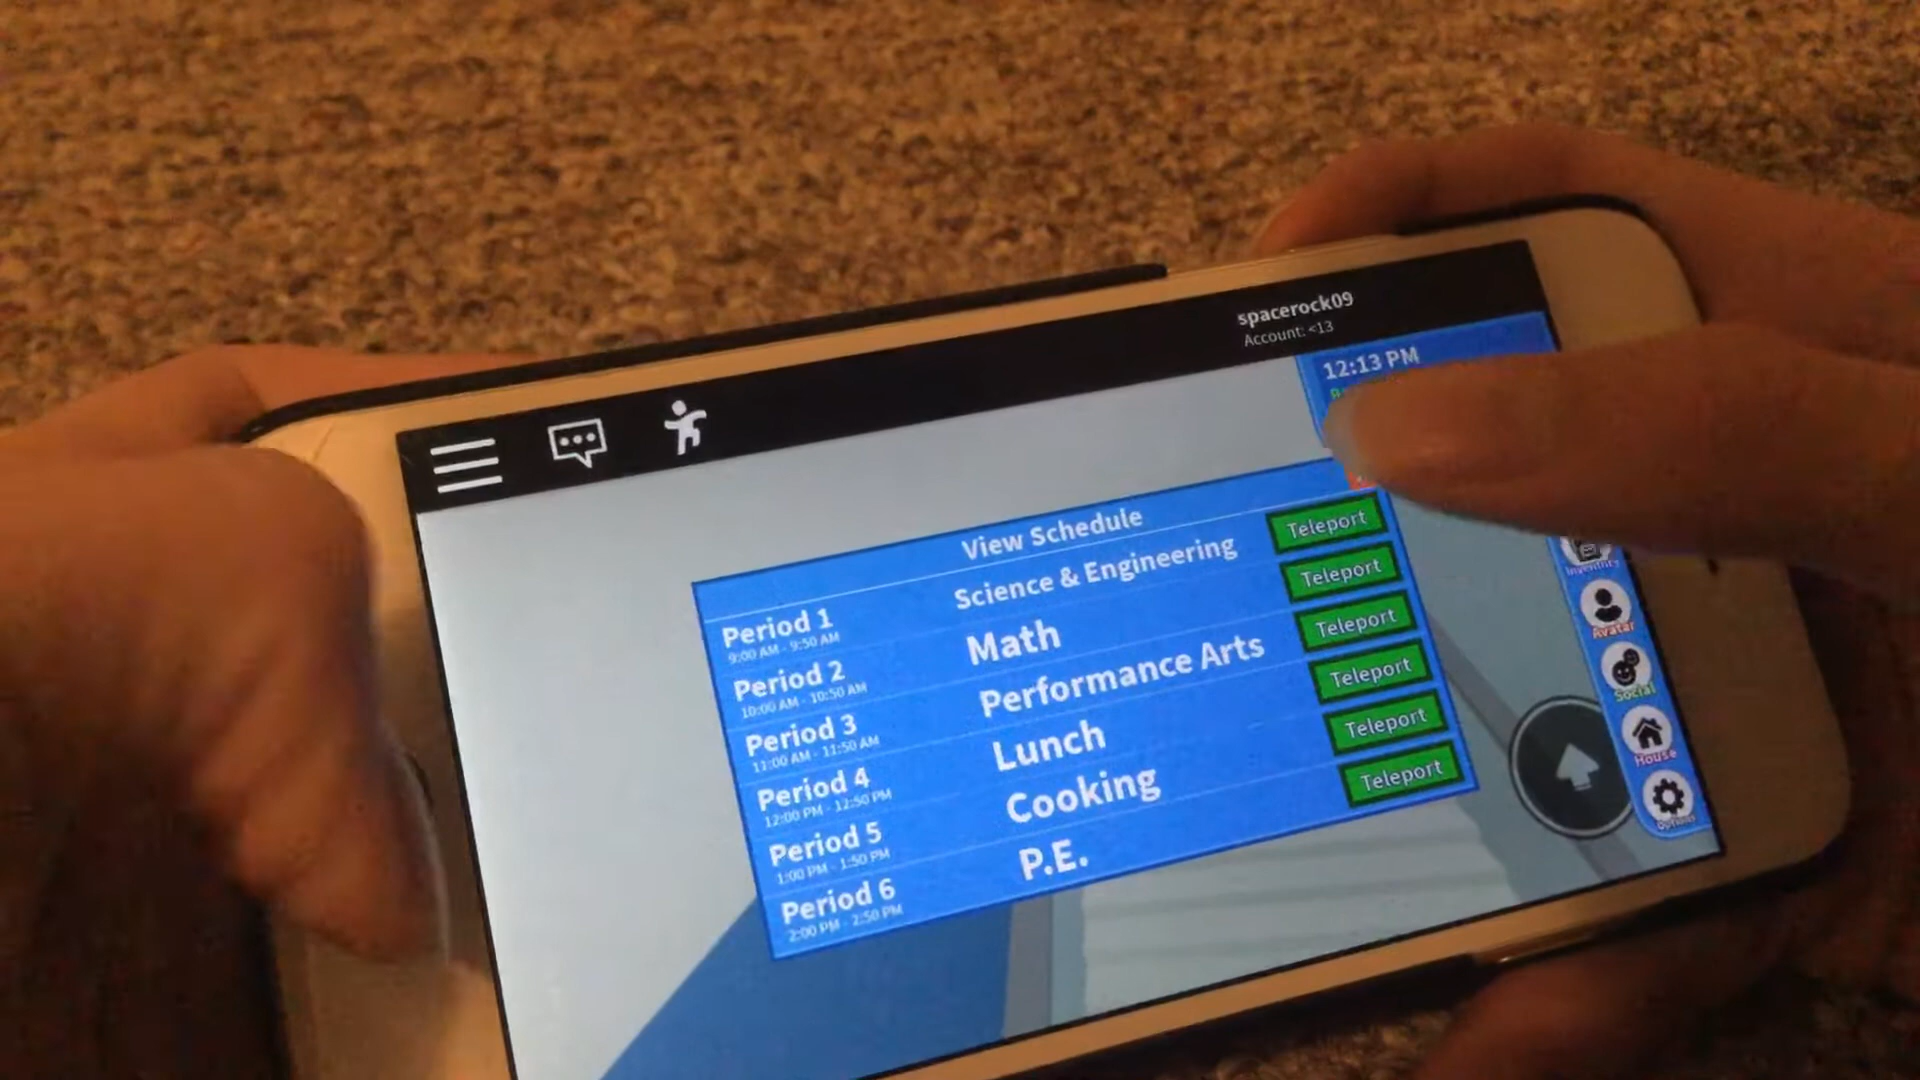 spacerock09
Account: <13
12:13 PM
View Schedule
Period 1
9:00 AM - 9:50 AM
Science & Engineering
Teleport
Period 2
10:00 AM - 10:50 AM
Math
Teleport
Period 3
11:00 AM - 11:50 AM
Performance Arts
Teleport
Period 4
12:00 PM - 12:50 PM
Lunch
Teleport
Period 5
1:00 PM - 1:50 PM
Cooking
Teleport
Period 6
2:00 PM - 2:50 PM
P.E.
Teleport
Inventory
Avatar
Social
House
Options